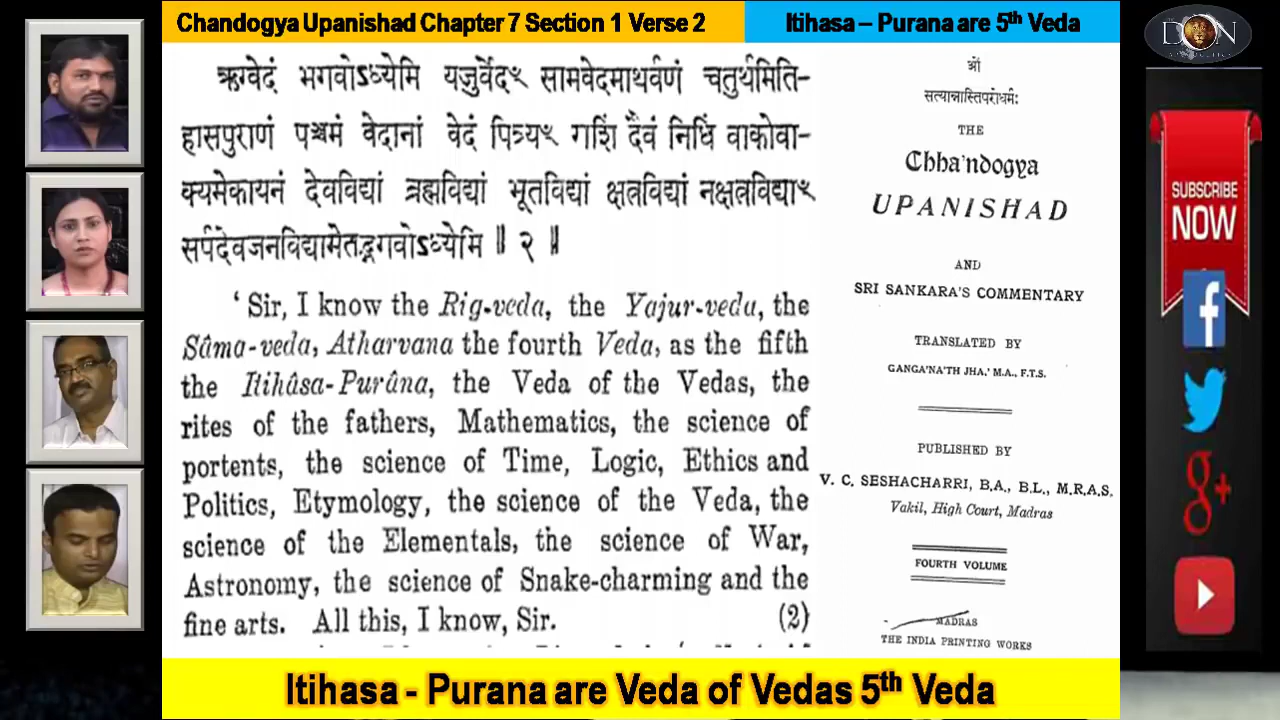 Chandogya Upanishad Chapter 7 Section 1 Verse 2
Itihasa – Purana are 5th Veda
ऋग्वेदं भगवोऽध्येमि यजुर्वेदꣳ सामवेदमाथर्वणं चतुर्थमिति-
हासपुराणं पञ्चमं वेदानां वेदं पित्र्यꣳ राशिं दैवं निधिं वाकोवा-
क्यमेकायनं देवविद्यां ब्रह्मविद्यां भूतविद्यां क्षत्रविद्यां नक्षत्रविद्याꣳ
सर्पदेवजनविद्यामेतद्भगवोऽध्येमि ॥ २ ॥
‘Sir, I know the Rig-veda, the Yajur-veda, the
Sâma-veda, Atharvana the fourth Veda, as the fifth
the Itihâsa-Purâna, the Veda of the Vedas, the
rites of the fathers, Mathematics, the science of
portents, the science of Time, Logic, Ethics and
Politics, Etymology, the science of the Veda, the
science of the Elementals, the science of War,
Astronomy, the science of Snake-charming and the
fine arts. All this, I know, Sir. (2)
ओं
सत्यान्नास्तिपरोधर्मः
THE
Chha'ndogya
UPANISHAD
AND
SRI SANKARA'S COMMENTARY
TRANSLATED BY
GANGA'NA'TH JHA,' M.A., F.T.S.
PUBLISHED BY
V. C. SESHACHARRI, B.A., B.L., M.R.A.S.
Vakil, High Court, Madras
FOURTH VOLUME
MADRAS
THE INDIA PRINTING WORKS
DON
SUBSCRIBE
NOW
f
g+
Itihasa - Purana are Veda of Vedas 5th Veda